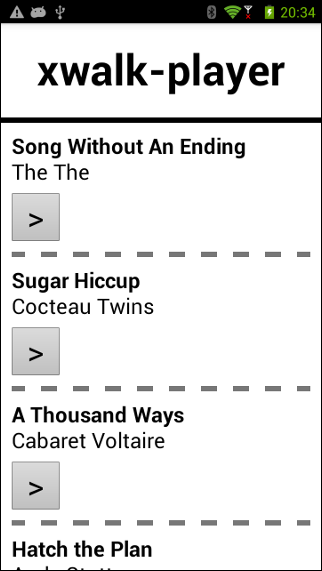 20:34
xwalk-player
Song Without An Ending
The The
>
Sugar Hiccup
Cocteau Twins
>
A Thousand Ways
Cabaret Voltaire
>
Hatch the Plan